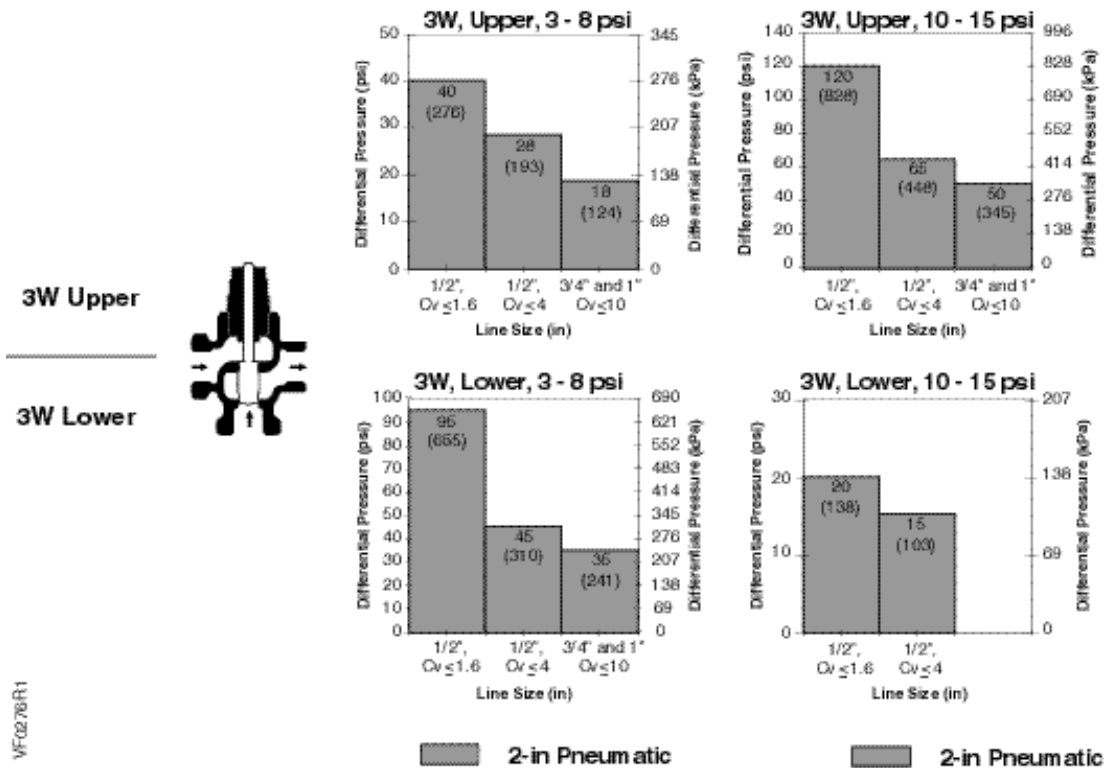 3W, Upper, 3 - 8 psi
Differential Pressure (psi)
50
40
30
20
10
0
40
(276)
28
(193)
18
(124)
345
276
207
138
69
0
Differential Pressure (kPa)
1/2", Cv ≤1.6
1/2", Cv ≤4
3/4" and 1" Cv ≤10
Line Size (in)
3W, Upper, 10 - 15 psi
Differential Pressure (psi)
140
120
100
80
60
40
20
0
120
(828)
65
(448)
50
(345)
996
828
690
552
414
276
138
0
Differential Pressure (kPa)
1/2", Cv ≤1.6
1/2", Cv ≤4
3/4" and 1" Cv ≤10
Line Size (in)
3W Upper
3W Lower
3W, Lower, 3 - 8 psi
Differential Pressure (psi)
100
90
80
70
60
50
40
30
20
10
0
95
(655)
45
(310)
35
(241)
690
621
552
483
414
345
276
207
138
69
0
Differential Pressure (kPa)
1/2", Cv ≤1.6
1/2", Cv ≤4
3/4" and 1" Cv ≤10
Line Size (in)
3W, Lower, 10 - 15 psi
Differential Pressure (psi)
30
20
10
0
20
(138)
15
(103)
207
138
69
0
Differential Pressure (kPa)
1/2", Cv ≤1.6
1/2", Cv ≤4
Line Size (in)
VF0276R1
2-in Pneumatic
2-in Pneumatic